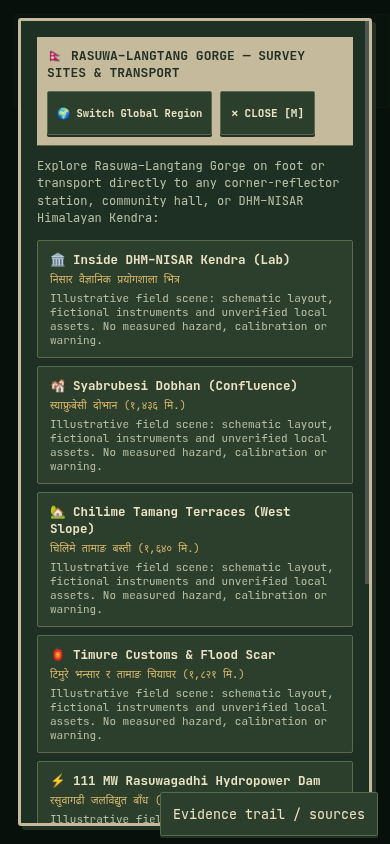 🇳🇵 RASUWA–LANGTANG GORGE — SURVEY
SITES & TRANSPORT
🌍 Switch Global Region
× CLOSE [M]
Explore Rasuwa–Langtang Gorge on foot or
transport directly to any corner-reflector
station, community hall, or DHM–NISAR
Himalayan Kendra:
🏛️ Inside DHM–NISAR Kendra (Lab)
निसार वैज्ञानिक प्रयोगशाला भित्र
Illustrative field scene: schematic layout,
fictional instruments and unverified local
assets. No measured hazard, calibration or
warning.
🏘️ Syabrubesi Dobhan (Confluence)
स्याफ्रुबेसी दोभान (१,४३६ मि.)
Illustrative field scene: schematic layout,
fictional instruments and unverified local
assets. No measured hazard, calibration or
warning.
🏡 Chilime Tamang Terraces (West
Slope)
चिलिमे तामाङ बस्ती (१,६४० मि.)
Illustrative field scene: schematic layout,
fictional instruments and unverified local
assets. No measured hazard, calibration or
warning.
🏮 Timure Customs & Flood Scar
टिमुरे भन्सार र तामाङ चियाघर (१,८२१ मि.)
Illustrative field scene: schematic layout,
fictional instruments and unverified local
assets. No measured hazard, calibration or
warning.
⚡ 111 MW Rasuwagadhi Hydropower Dam
रसुवागढी जलविद्युत बाँध
Illustrative
Evidence trail / sources